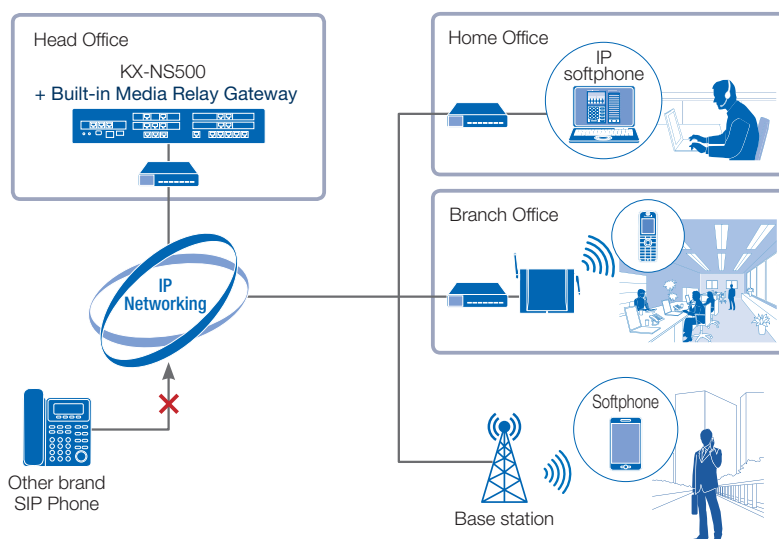 Head Office
KX-NS500
+ Built-in Media Relay Gateway
IP
Networking
Other brand
SIP Phone
Home Office
IP
softphone
Branch Office
Softphone
Base station